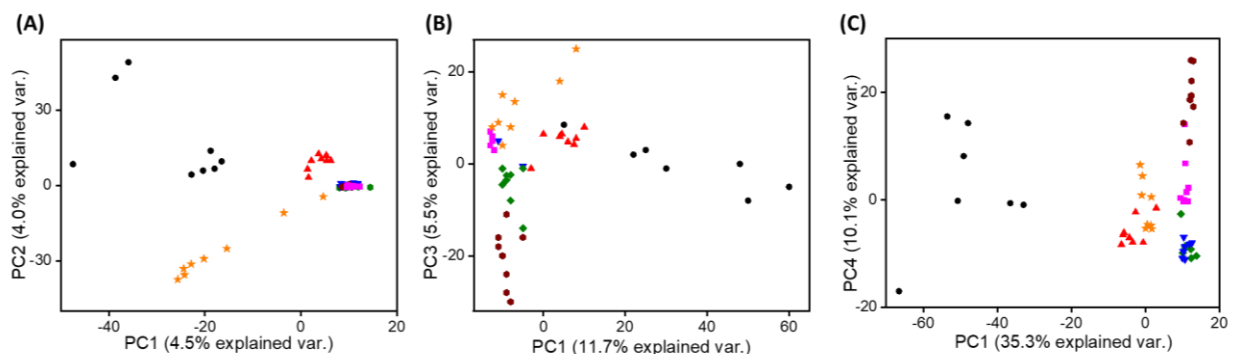 (A)
PC2 (4.0% explained var.)
30
0
-30
-40
-20
0
20
PC1 (4.5% explained var.)
(B)
PC3 (5.5% explained var.)
20
0
-20
0
20
40
60
PC1 (11.7% explained var.)
(C)
PC4 (10.1% explained var.)
20
0
-20
-60
-40
-20
0
20
PC1 (35.3% explained var.)